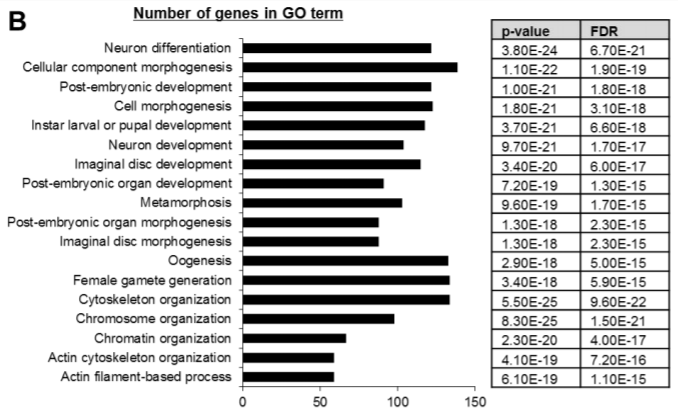 B
Number of genes in GO term
p-value FDR
Neuron differentiation 3.80E-24 6.70E-21
Cellular component morphogenesis 1.10E-22 1.90E-19
Post-embryonic development 1.00E-21 1.80E-18
Cell morphogenesis 1.80E-21 3.10E-18
Instar larval or pupal development 3.70E-21 6.60E-18
Neuron development 9.70E-21 1.70E-17
Imaginal disc development 3.40E-20 6.00E-17
Post-embryonic organ development 7.20E-19 1.30E-15
Metamorphosis 9.60E-19 1.70E-15
Post-embryonic organ morphogenesis 1.30E-18 2.30E-15
Imaginal disc morphogenesis 1.30E-18 2.30E-15
Oogenesis 2.90E-18 5.00E-15
Female gamete generation 3.40E-18 5.90E-15
Cytoskeleton organization 5.50E-25 9.60E-22
Chromosome organization 8.30E-25 1.50E-21
Chromatin organization 2.30E-20 4.00E-17
Actin cytoskeleton organization 4.10E-19 7.20E-16
Actin filament-based process 6.10E-19 1.10E-15
0 50 100 150